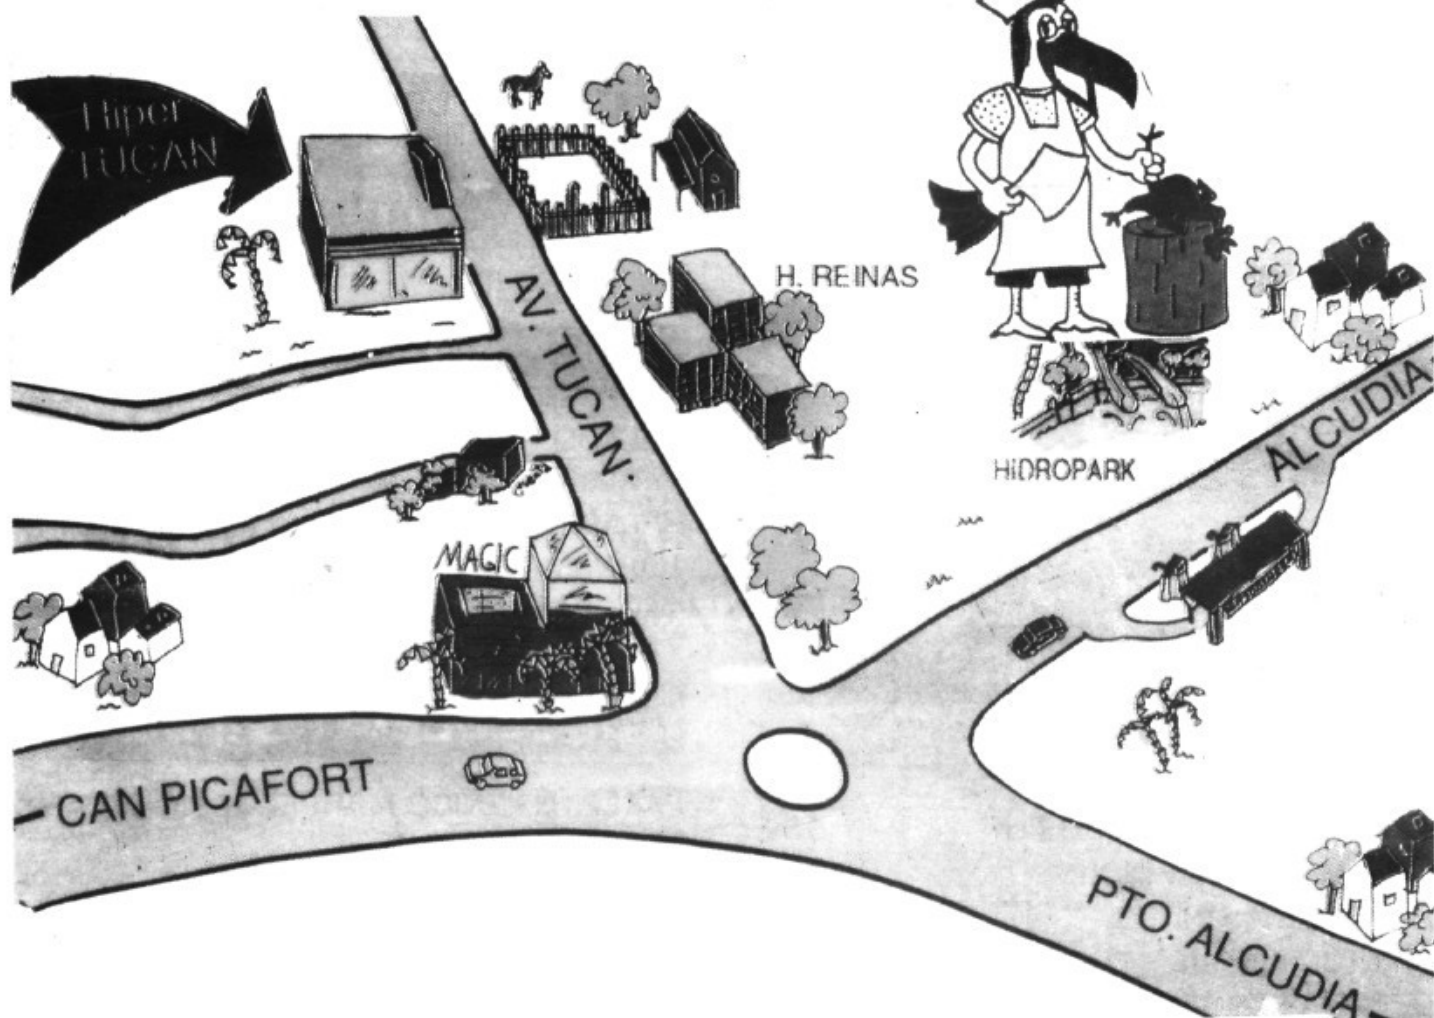 Hiper
TUCAN
AV. TUCAN
H. REINAS
HIDROPARK
ALCUDIA
MAGIC
CAN PICAFORT
PTO. ALCUDIA